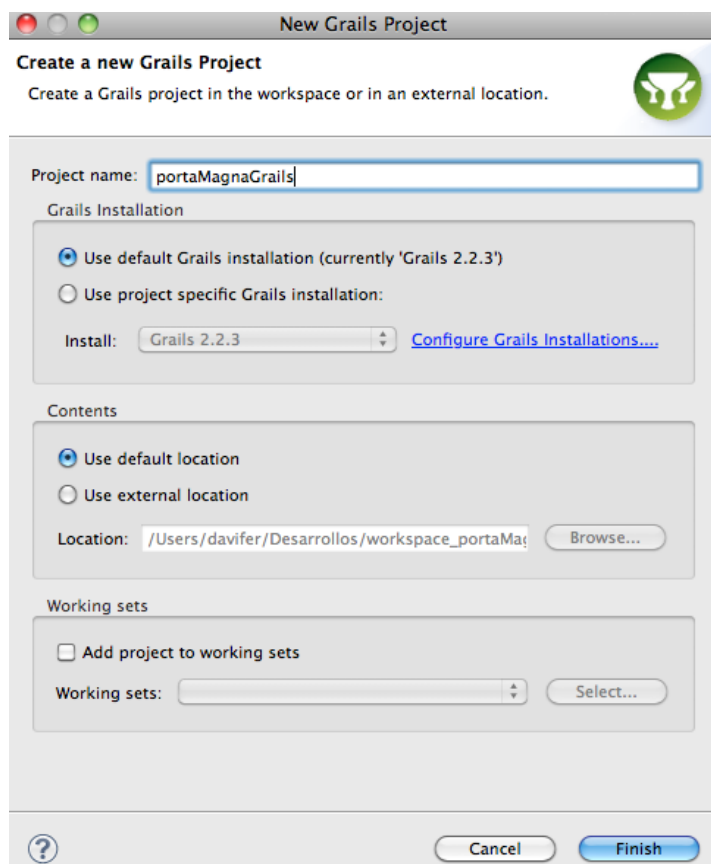 New Grails Project
Create a new Grails Project
Create a Grails project in the workspace or in an external location.
Project name: portaMagnaGrails
Grails Installation
Use default Grails installation (currently 'Grails 2.2.3')
Use project specific Grails installation:
Install: Grails 2.2.3 Configure Grails Installations....
Contents
Use default location
Use external location
Location: /Users/davifer/Desarrollos/workspace_portaMag Browse...
Working sets
Add project to working sets
Working sets: Select...
? Cancel Finish